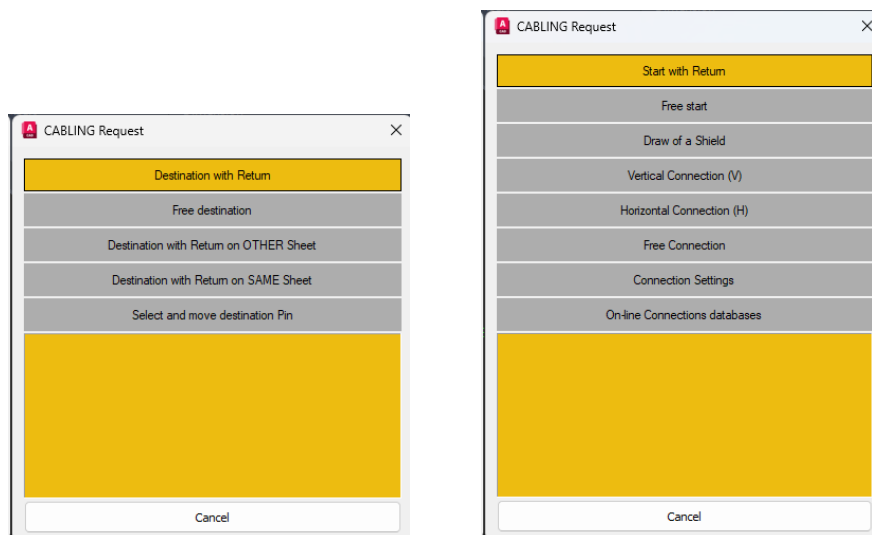 CABLING Request
Destination with Return
Free destination
Destination with Return on OTHER Sheet
Destination with Return on SAME Sheet
Select and move destination Pin
Cancel
CABLING Request
Start with Return
Free start
Draw of a Shield
Vertical Connection (V)
Horizontal Connection (H)
Free Connection
Connection Settings
On-line Connections databases
Cancel